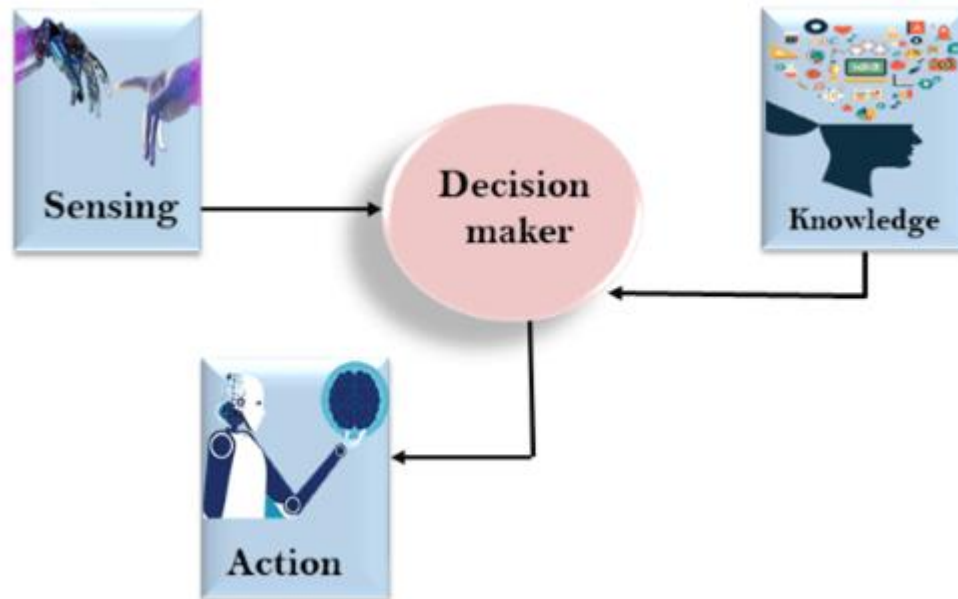 Sensing
Decision
maker
Knowledge
Action